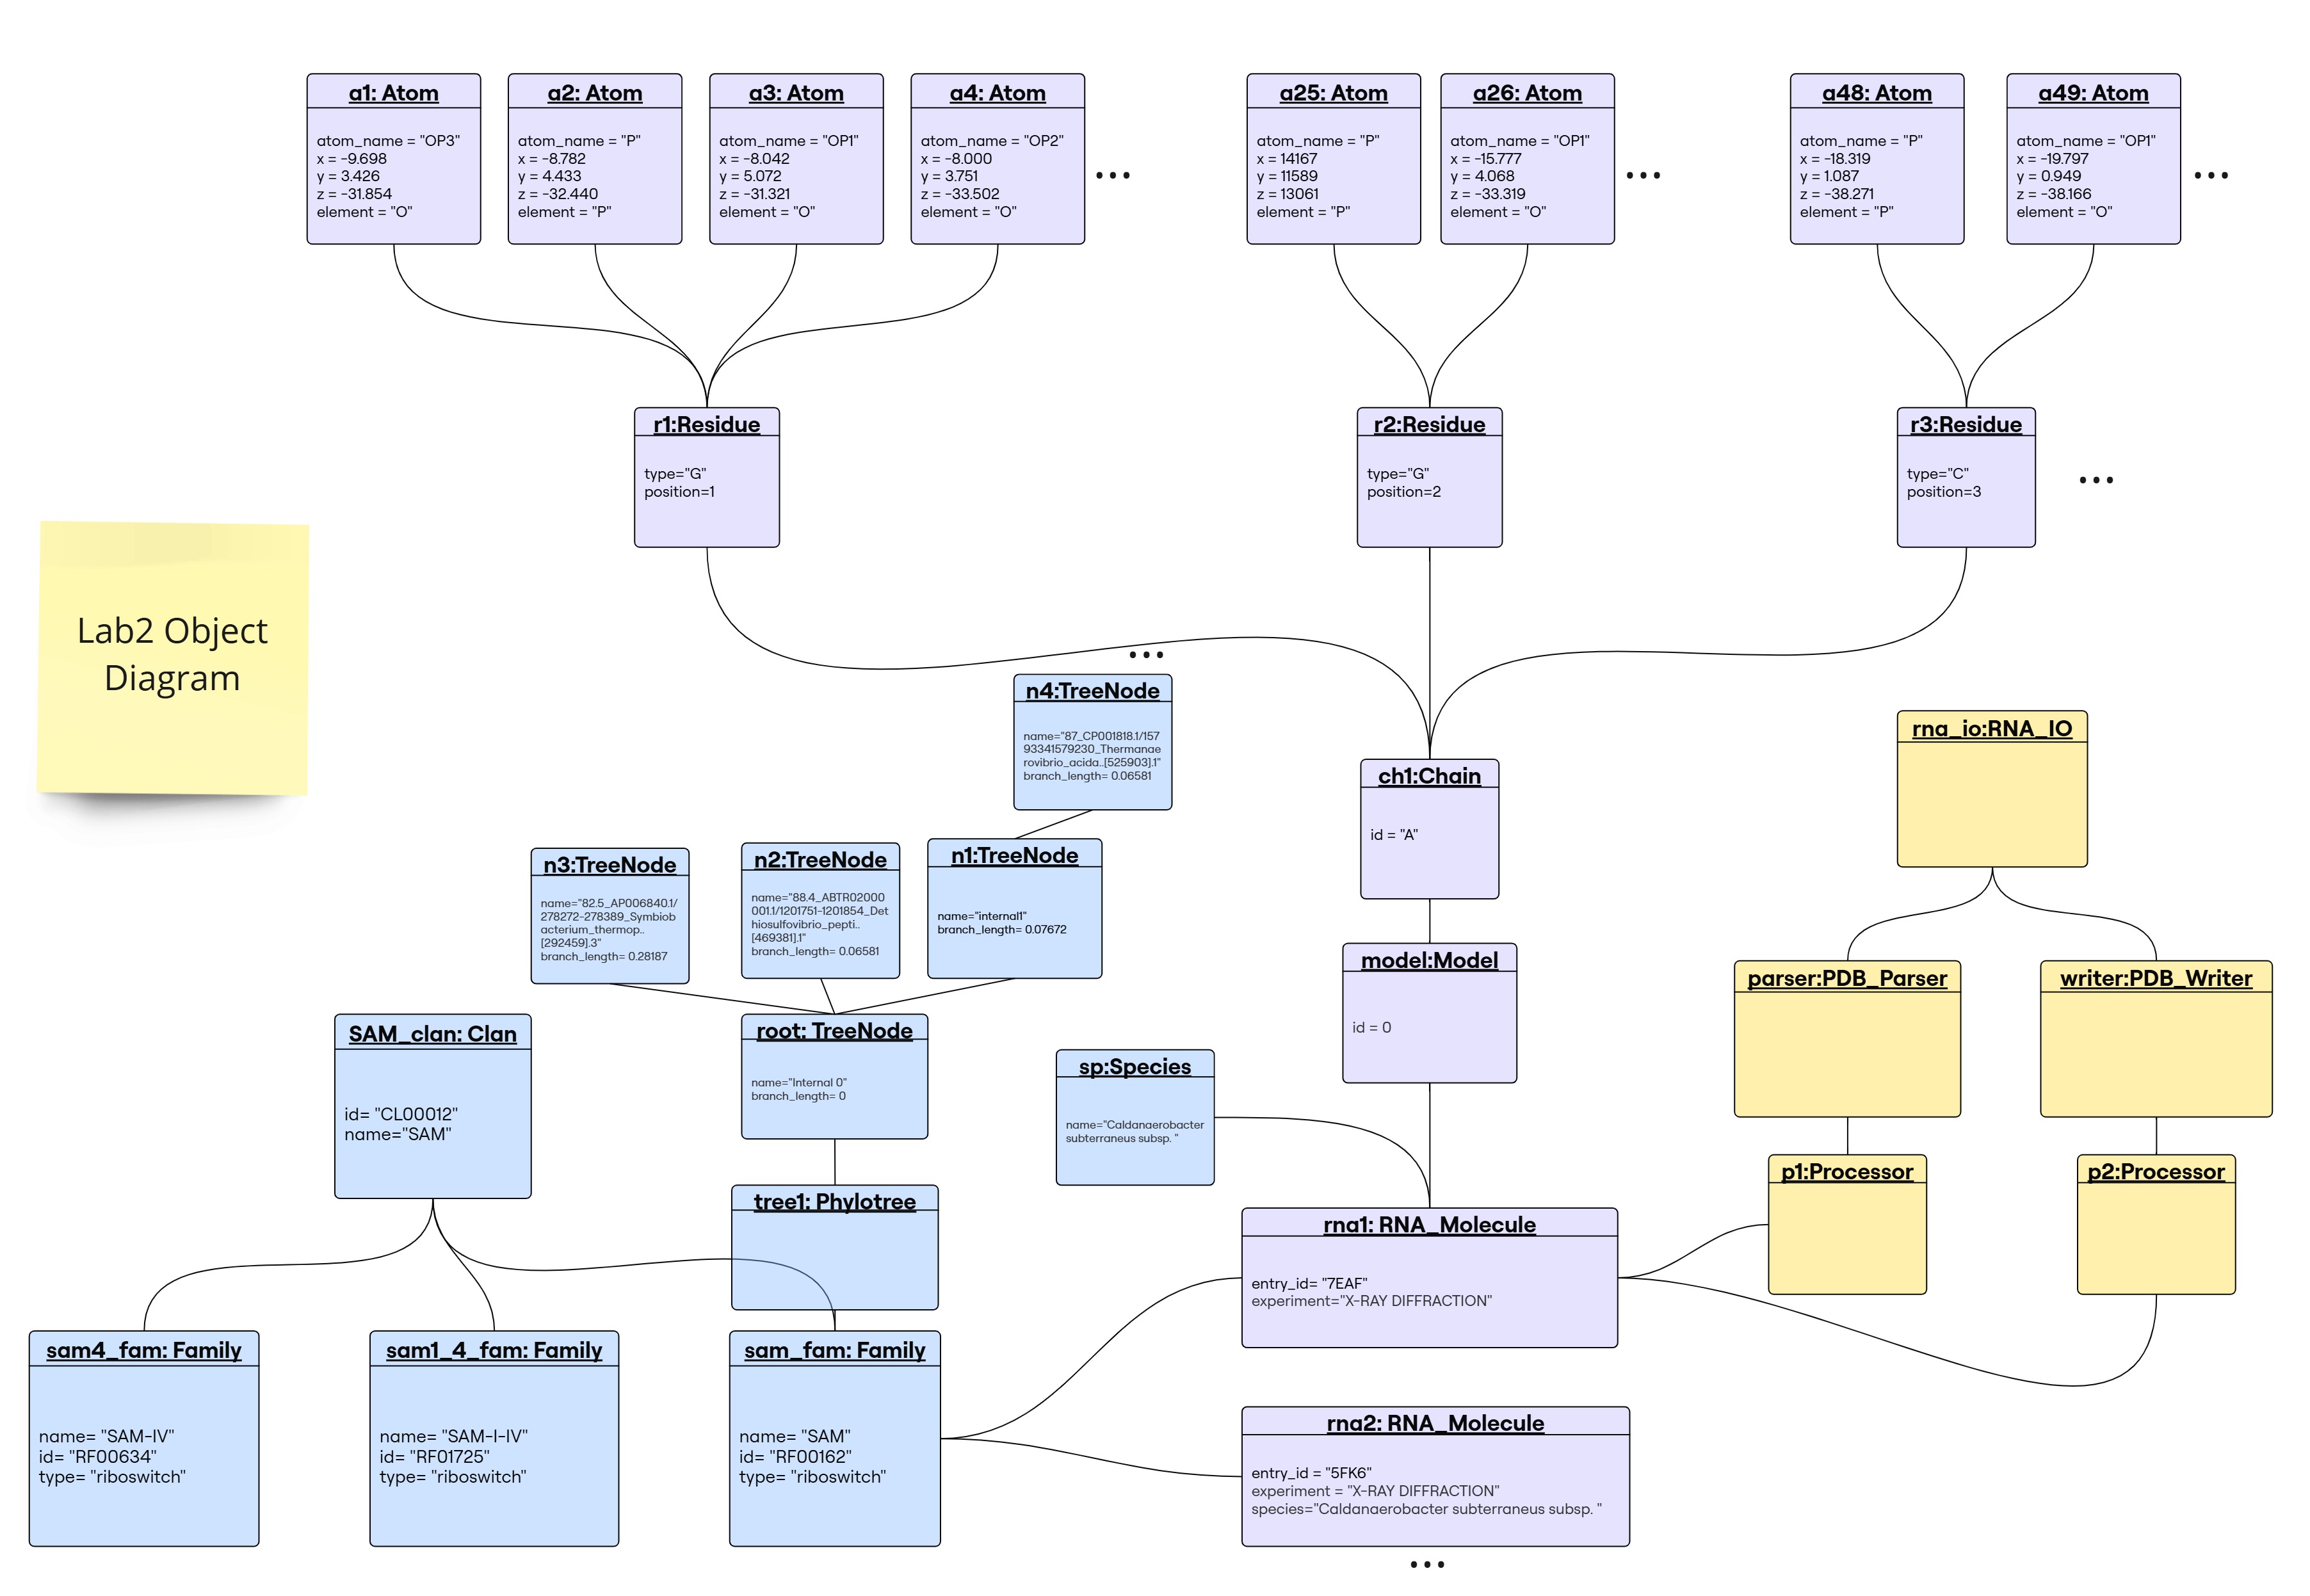 a1: Atom
atom_name = "OP3"
x = -9.698
y = 3.426
z = -31.854
element = "O"
a2: Atom
atom_name = "P"
x = -8.782
y = 4.433
z = -32.440
element = "P"
a3: Atom
atom_name = "OP1"
x = -8.042
y = 5.072
z = -31.321
element = "O"
a4: Atom
atom_name = "OP2"
x = -8.000
y = 3.751
z = -33.502
element = "O"
...
a25: Atom
atom_name = "P"
x = 14167
y = 11589
z = 13061
element = "P"
a26: Atom
atom_name = "OP1"
x = -15.777
y = 4.068
z = -33.319
element = "O"
...
a48: Atom
atom_name = "P"
x = -18.319
y = 1.087
z = -38.271
element = "P"
a49: Atom
atom_name = "OP1"
x = -19.797
y = 0.949
z = -38.166
element = "O"
...
r1:Residue
type="G"
position=1
r2:Residue
type="G"
position=2
r3:Residue
type="C"
position=3
...
Lab2 Object
Diagram
...
n4:TreeNode
name="87_CP001818.1/157
93341579230_Thermanae
rovibrio_acida..[525903].1"
branch_length= 0.06581
ch1:Chain
id = "A"
rna_io:RNA_IO
n3:TreeNode
name="82.5_AP006840.1/
278272-278389_Symbiob
acterium_thermop..
[292459].3"
branch_length= 0.28187
n2:TreeNode
name="88.4_ABTR02000
001.1/1201751-1201854_Det
hiosulfovibrio_pepti..
[469381].1"
branch_length= 0.06581
n1:TreeNode
name="internal1"
branch_length= 0.07672
model:Model
id = 0
parser:PDB_Parser
writer:PDB_Writer
SAM_clan: Clan
id= "CL00012"
name="SAM"
root: TreeNode
name="Internal 0"
branch_length= 0
sp:Species
name="Caldanaerobacter
subterraneus subsp. "
p1:Processor
p2:Processor
tree1: Phylotree
rna1: RNA_Molecule
entry_id= "7EAF"
experiment="X-RAY DIFFRACTION"
sam4_fam: Family
name= "SAM-IV"
id= "RF00634"
type= "riboswitch"
sam1_4_fam: Family
name= "SAM-I-IV"
id= "RF01725"
type= "riboswitch"
sam_fam: Family
name= "SAM"
id= "RF00162"
type= "riboswitch"
rna2: RNA_Molecule
entry_id = "5FK6"
experiment = "X-RAY DIFFRACTION"
species="Caldanaerobacter subterraneus subsp. "
...